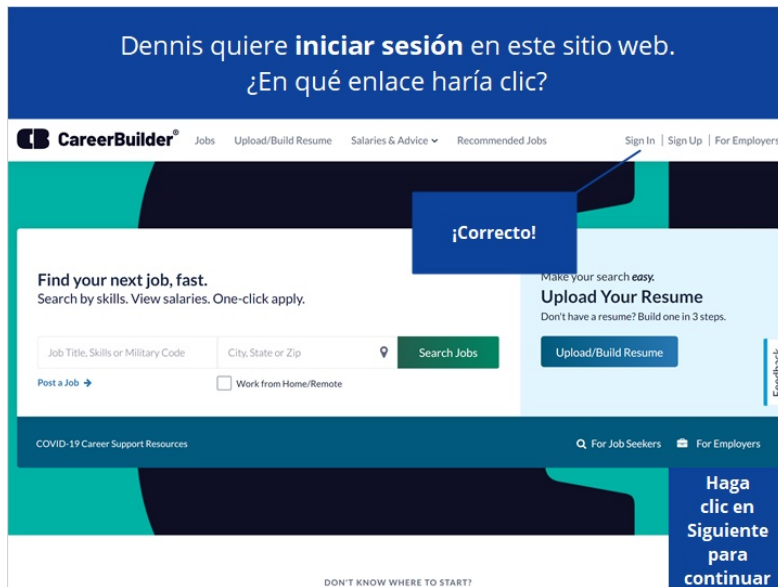 Dennis quiere iniciar sesión en este sitio web.
¿En qué enlace haría clic?
CB CareerBuilder® Jobs Upload/Build Resume Salaries & Advice Recommended Jobs Sign In | Sign Up | For Employers
¡Correcto!
Find your next job, fast.
Search by skills. View salaries. One-click apply.
Job Title, Skills or Military Code City, State or Zip Search Jobs
Post a Job Work from Home/Remote
Make your search easy.
Upload Your Resume
Don't have a resume? Build one in 3 steps.
Upload/Build Resume
Feedback
COVID-19 Career Support Resources For Job Seekers For Employers
Haga
clic en
Siguiente
para
continuar
DON'T KNOW WHERE TO START?